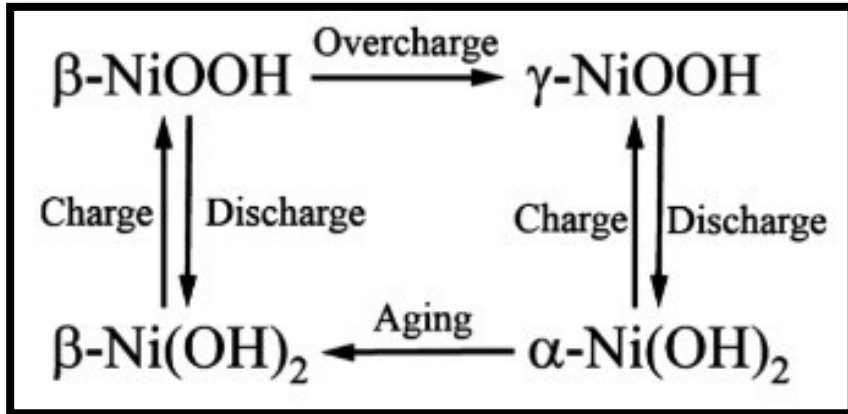 Overcharge
β-NiOOH γ-NiOOH
Charge Discharge Charge Discharge
Aging
β-Ni(OH)₂ α-Ni(OH)₂